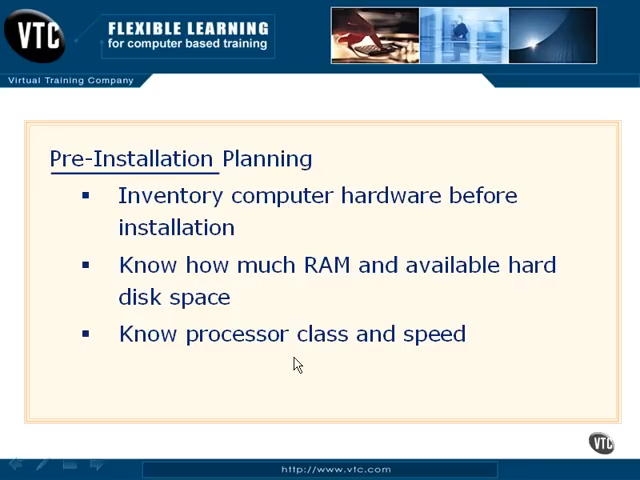 VTC
FLEXIBLE LEARNING
for computer based training
Virtual Training Company
Pre-Installation Planning
Inventory computer hardware before
installation
Know how much RAM and available hard
disk space
Know processor class and speed
VTC
http://www.vtc.com